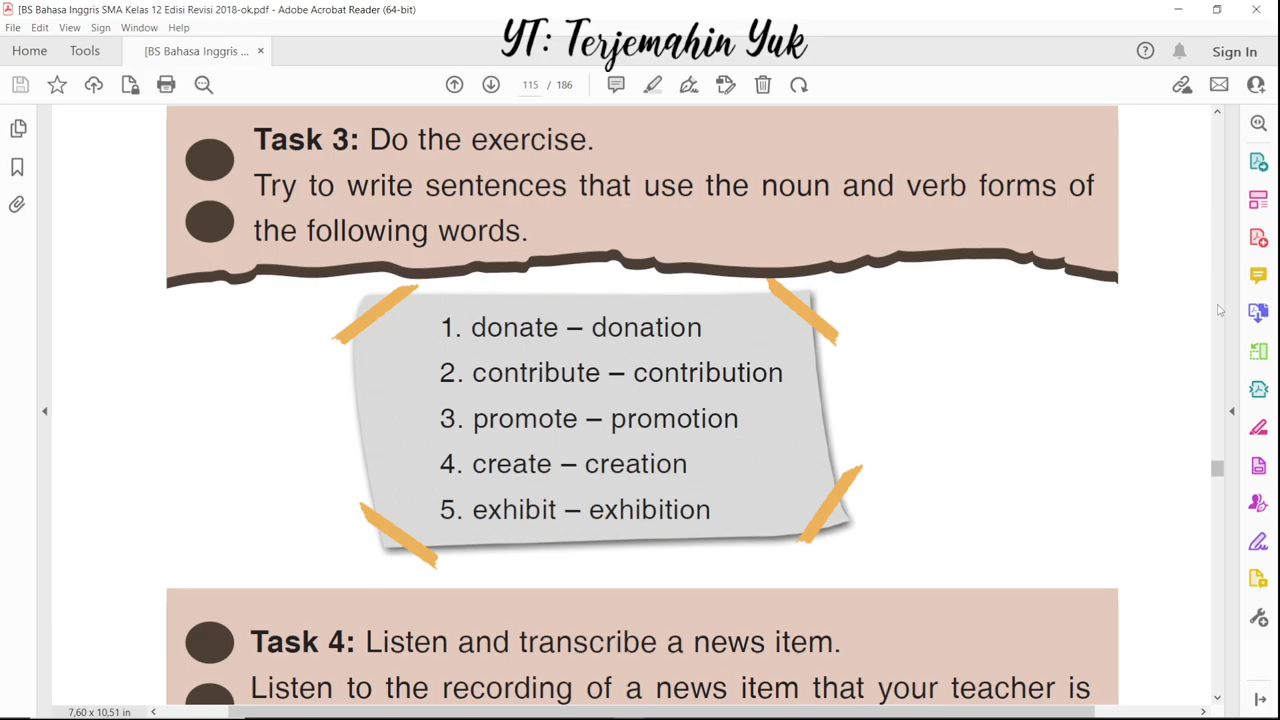 [BS Bahasa Inggris SMA Kelas 12 Edisi Revisi 2018-ok.pdf - Adobe Acrobat Reader (64-bit)
File Edit View Sign Window Help
YT: Terjemahin Yuk
Home Tools [BS Bahasa Inggris ... × Sign In
115 / 186
Task 3: Do the exercise.
Try to write sentences that use the noun and verb forms of
the following words.
1. donate – donation
2. contribute – contribution
3. promote – promotion
4. create – creation
5. exhibit – exhibition
Task 4: Listen and transcribe a news item.
Listen to the recording of a news item that your teacher is
7,60 x 10,51 in